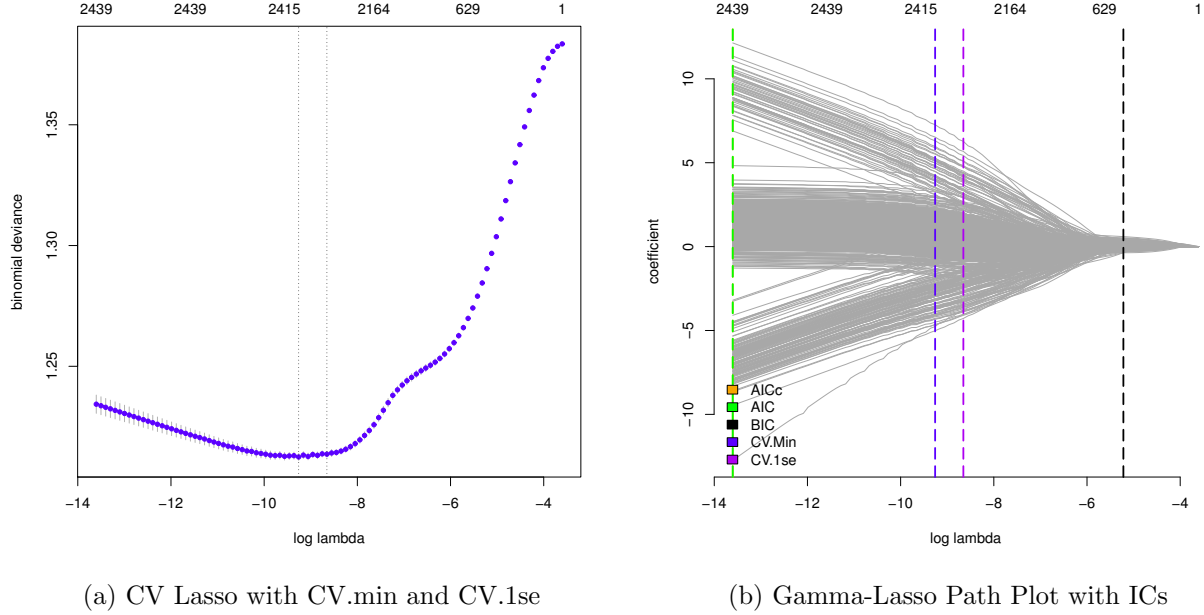 2439 2439 2415 2164 629 1
1.35
1.30
1.25
binomial deviance
−14 −12 −10 −8 −6 −4
log lambda
(a) CV Lasso with CV.min and CV.1se
2439 2439 2415 2164 629 1
10
5
0
−5
−10
coefficient
AICc
AIC
BIC
CV.Min
CV.1se
−14 −12 −10 −8 −6 −4
log lambda
(b) Gamma-Lasso Path Plot with ICs